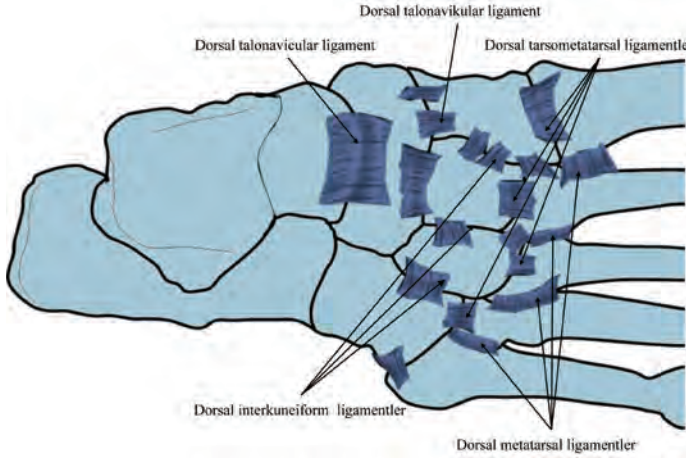 Dorsal talonavikular ligament
Dorsal talonavicular ligament
Dorsal tarsometatarsal ligamentle
Dorsal interkuneiform ligamentler
Dorsal metatarsal ligamentler